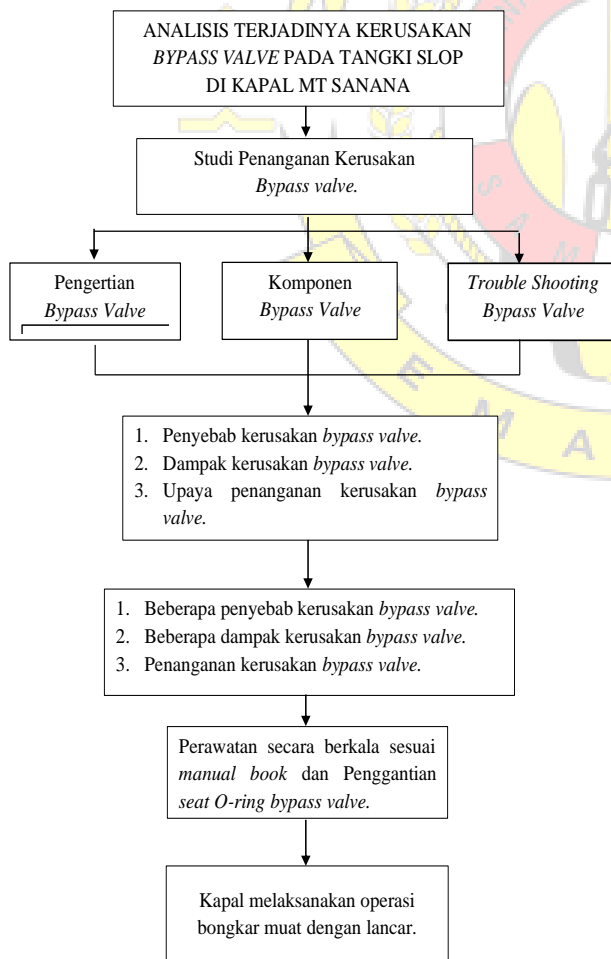 ANALISIS TERJADINYA KERUSAKAN
BYPASS VALVE PADA TANGKI SLOP
DI KAPAL MT SANANA
Studi Penanganan Kerusakan
Bypass valve.
Pengertian
Bypass Valve
Komponen
Bypass Valve
Trouble Shooting
Bypass Valve
1. Penyebab kerusakan bypass valve.
2. Dampak kerusakan bypass valve.
3. Upaya penanganan kerusakan bypass
valve.
1. Beberapa penyebab kerusakan bypass valve.
2. Beberapa dampak kerusakan bypass valve.
3. Penanganan kerusakan bypass valve.
Perawatan secara berkala sesuai
manual book dan Penggantian
seat O-ring bypass valve.
Kapal melaksanakan operasi
bongkar muat dengan lancar.